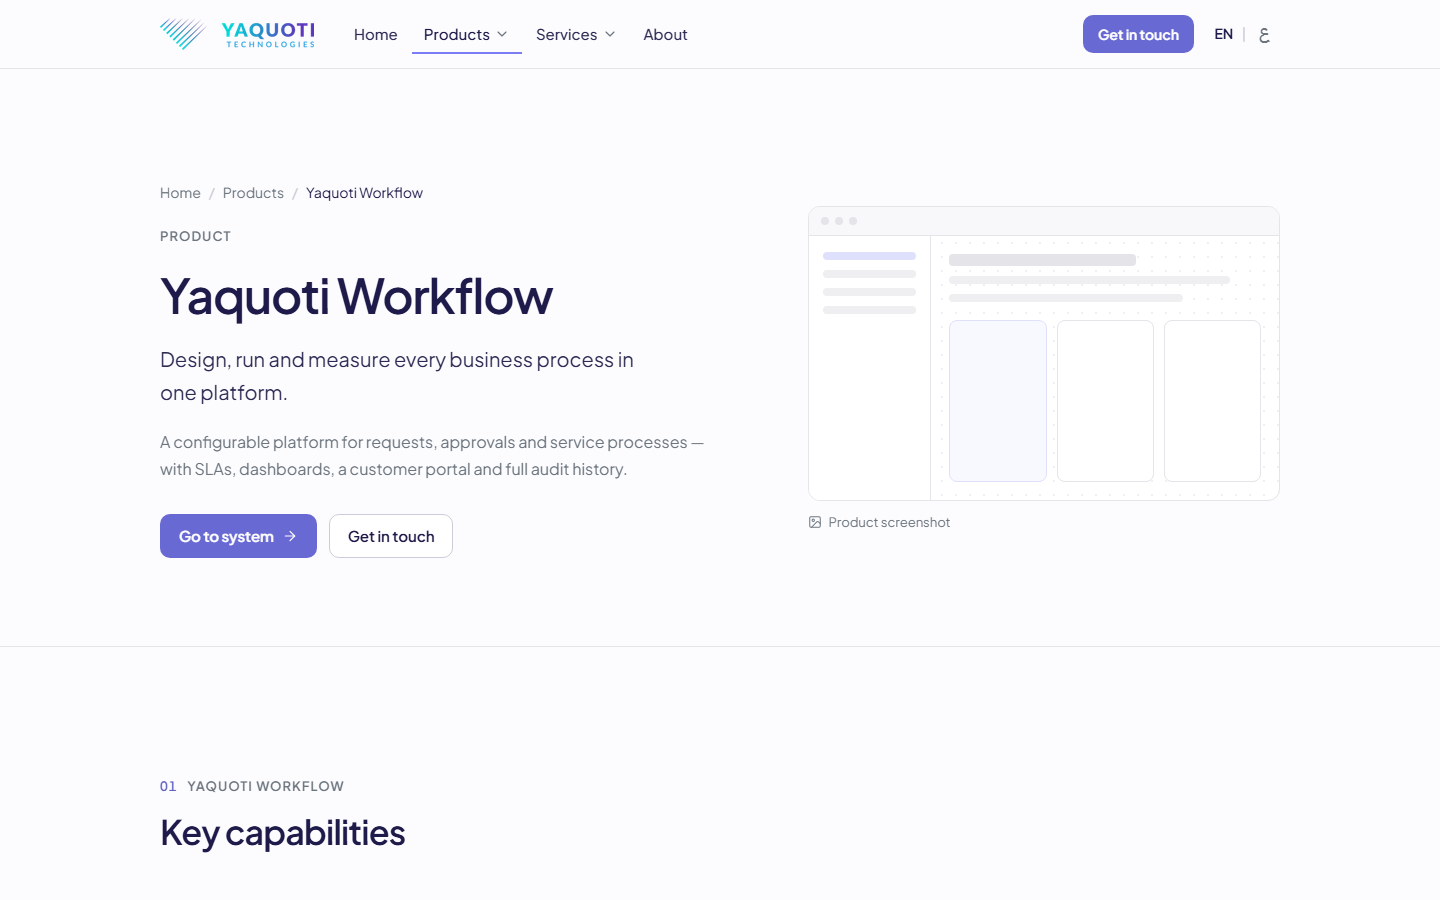 YAQUOTI
TECHNOLOGIES
Home
Products
Services
About
Get in touch
EN
ع
Home / Products / Yaquoti Workflow
PRODUCT
Yaquoti Workflow
Design, run and measure every business process in
one platform.
A configurable platform for requests, approvals and service processes —
with SLAs, dashboards, a customer portal and full audit history.
Go to system
Get in touch
Product screenshot
01 YAQUOTI WORKFLOW
Key capabilities